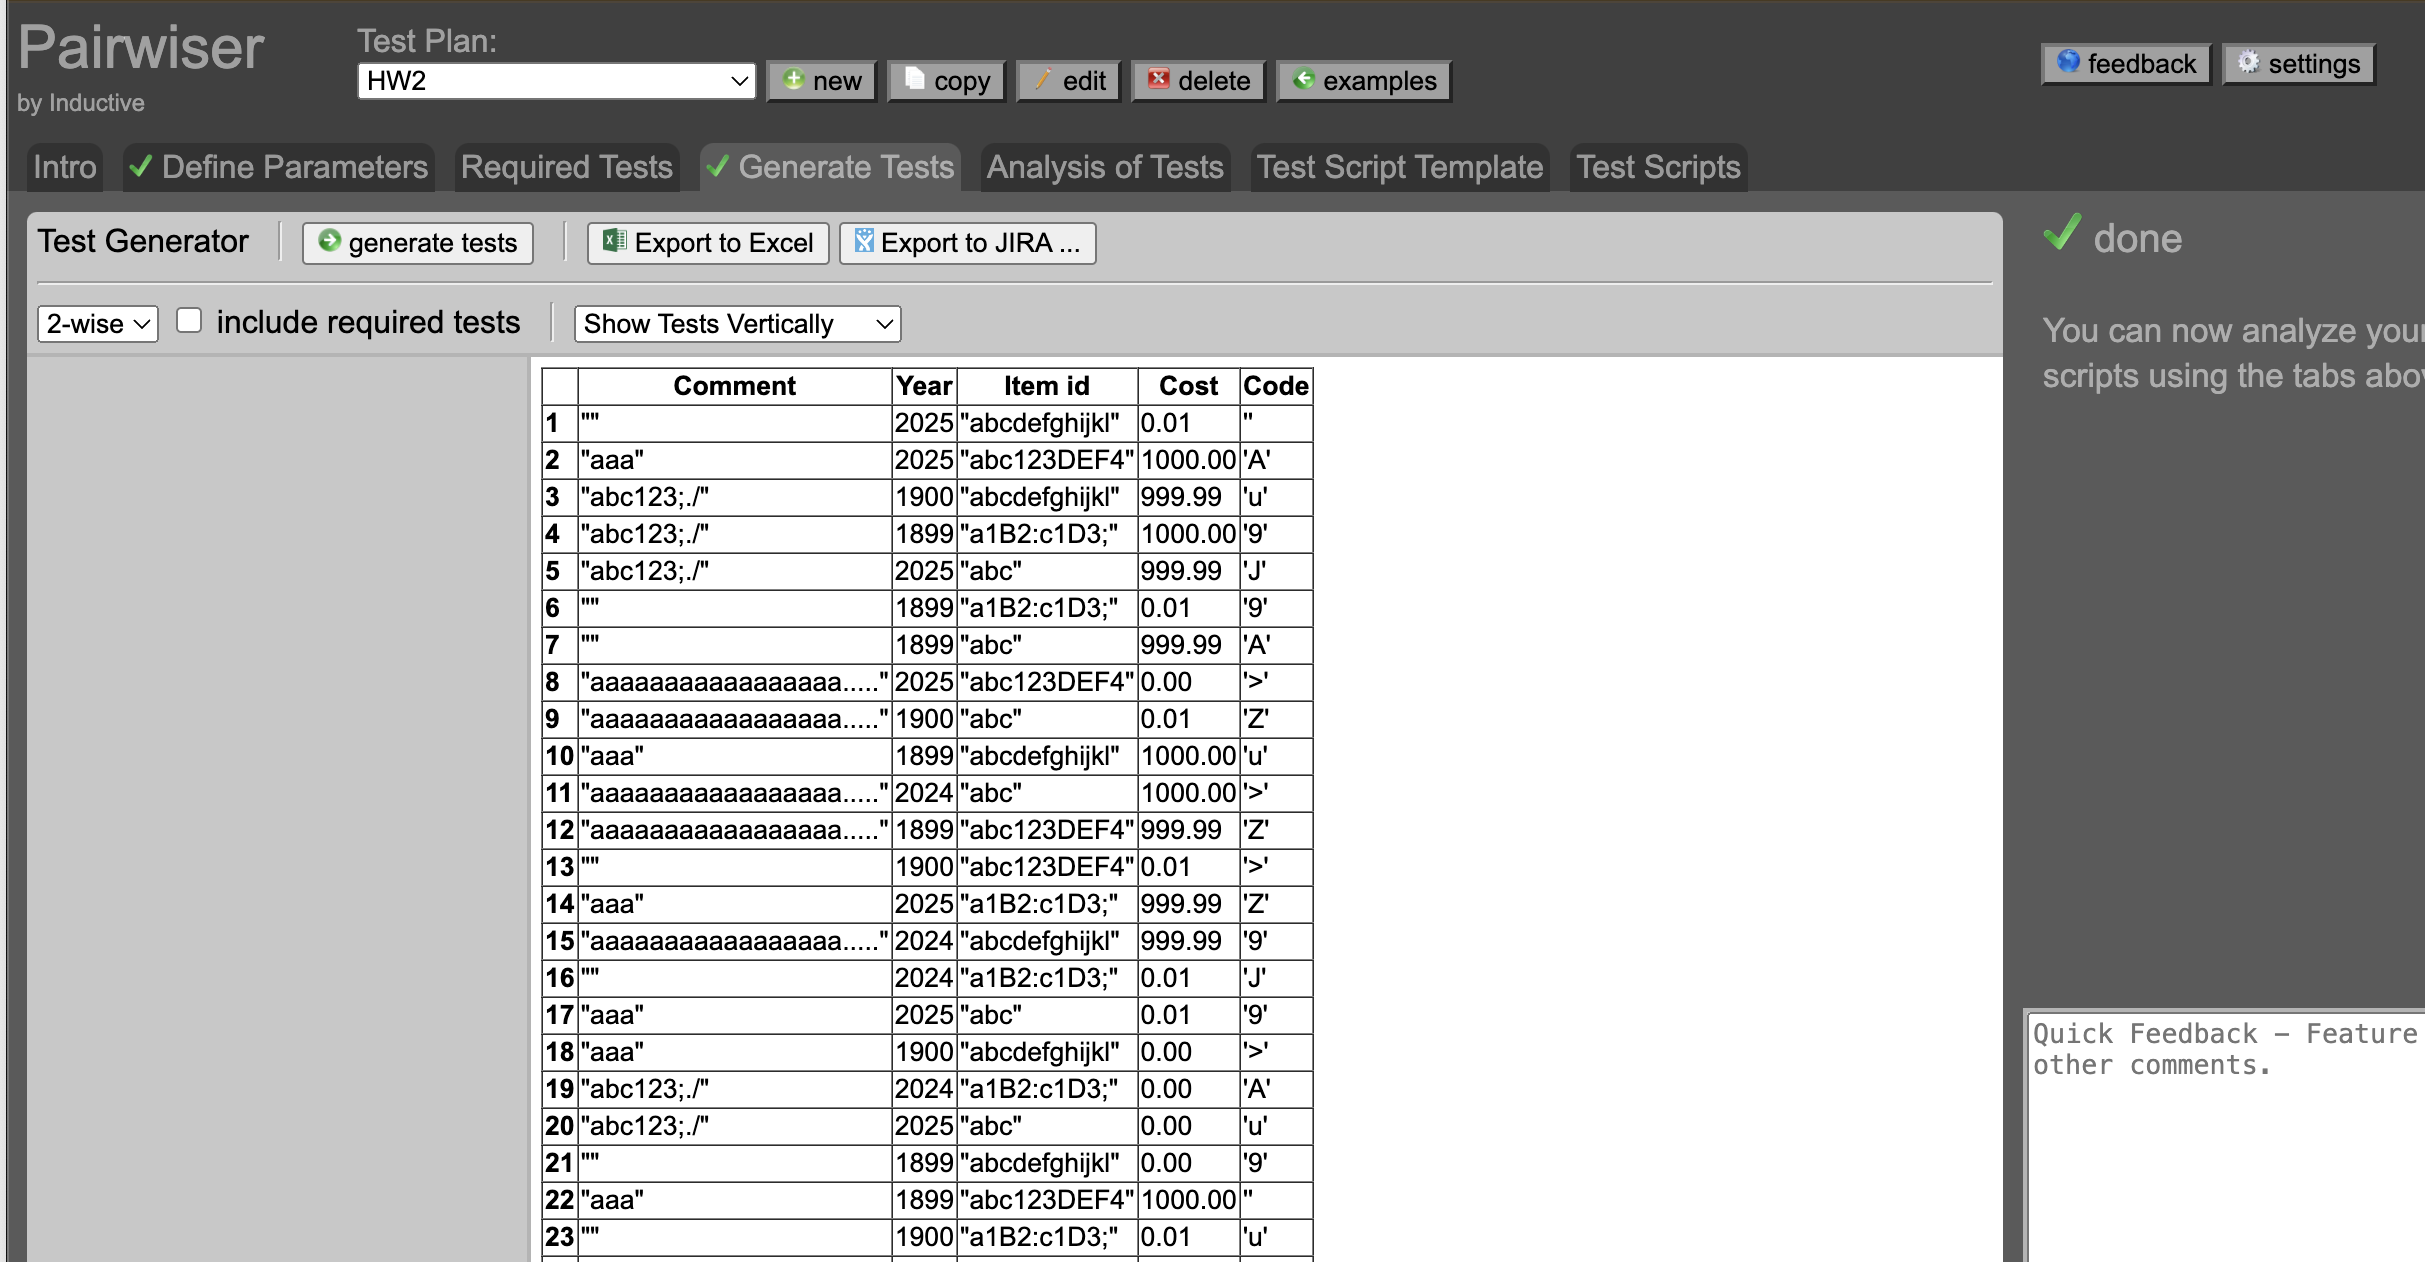 Pairwiser
by Inductive
Test Plan:
HW2
new
copy
edit
delete
examples
feedback
settings
Intro
Define Parameters
Required Tests
Generate Tests
Analysis of Tests
Test Script Template
Test Scripts
Test Generator
generate tests
Export to Excel
Export to JIRA ...
2-wise
include required tests
Show Tests Vertically
Comment Year Item id Cost Code
1 "" 2025 "abcdefghijkl" 0.01 ''
2 "aaa" 2025 "abc123DEF4" 1000.00 'A'
3 "abc123;./" 1900 "abcdefghijkl" 999.99 'u'
4 "abc123;./" 1899 "a1B2:c1D3;" 1000.00 '9'
5 "abc123;./" 2025 "abc" 999.99 'J'
6 "" 1899 "a1B2:c1D3;" 0.01 '9'
7 "" 1899 "abc" 999.99 'A'
8 "aaaaaaaaaaaaaaaaa....." 2025 "abc123DEF4" 0.00 '>'
9 "aaaaaaaaaaaaaaaaa....." 1900 "abc" 0.01 'Z'
10 "aaa" 1899 "abcdefghijkl" 1000.00 'u'
11 "aaaaaaaaaaaaaaaaa....." 2024 "abc" 1000.00 '>'
12 "aaaaaaaaaaaaaaaaa....." 1899 "abc123DEF4" 999.99 'Z'
13 "" 1900 "abc123DEF4" 0.01 '>'
14 "aaa" 2025 "a1B2:c1D3;" 999.99 'Z'
15 "aaaaaaaaaaaaaaaaa....." 2024 "abcdefghijkl" 999.99 '9'
16 "" 2024 "a1B2:c1D3;" 0.01 'J'
17 "aaa" 2025 "abc" 0.01 '9'
18 "aaa" 1900 "abcdefghijkl" 0.00 '>'
19 "abc123;./" 2024 "a1B2:c1D3;" 0.00 'A'
20 "abc123;./" 2025 "abc" 0.00 'u'
21 "" 1899 "abcdefghijkl" 0.00 '9'
22 "aaa" 1899 "abc123DEF4" 1000.00 ''
23 "" 1900 "a1B2:c1D3;" 0.01 'u'
done
You can now analyze your
scripts using the tabs
Quick Feedback – Feature
other comments.